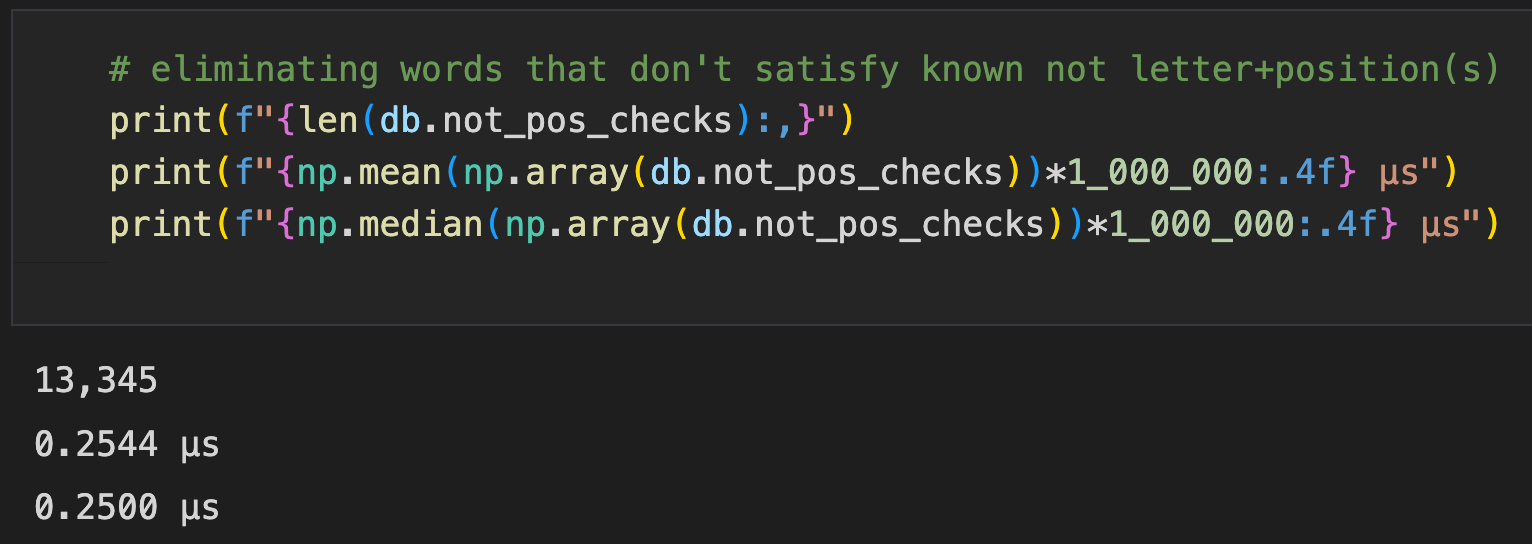 # eliminating words that don't satisfy known not letter+position(s)
print(f"{len(db.not_pos_checks):,}")
print(f"{np.mean(np.array(db.not_pos_checks))*1_000_000:.4f} µs")
print(f"{np.median(np.array(db.not_pos_checks))*1_000_000:.4f} µs")
13,345
0.2544 µs
0.2500 µs